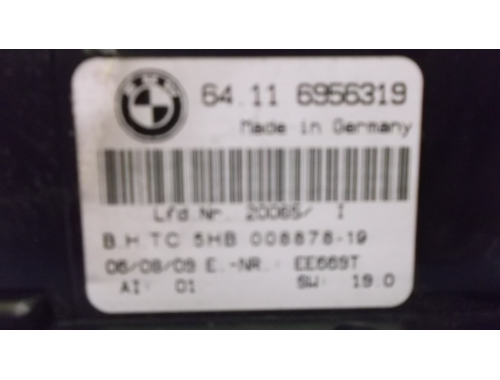 BMW
64.11 6956319
Made in Germany
Lfd.Nr. 20065/ I
B.H.TC 5HB 008878-19
06/08/09 E.-NR.: EE669T
AI: 01 SW: 19.0